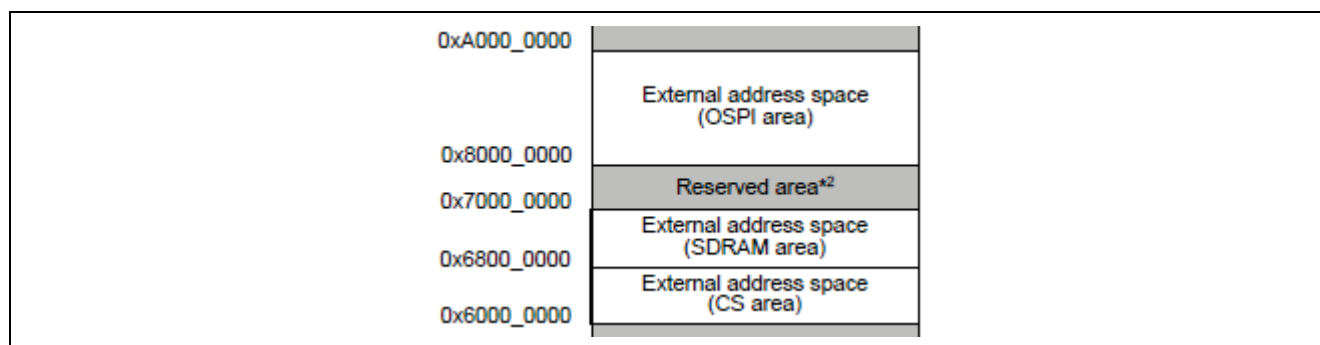 0xA000_0000
External address space
(OSPI area)
0x8000_0000
Reserved area*2
0x7000_0000
External address space
(SDRAM area)
0x6800_0000
External address space
(CS area)
0x6000_0000